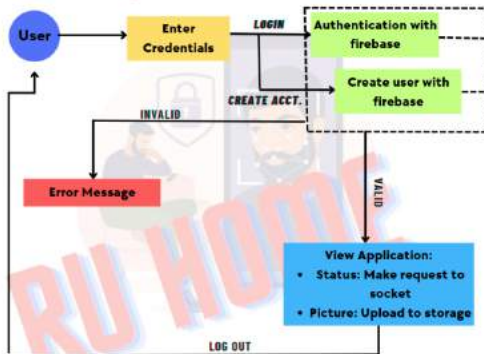 User
Enter
Credentials
LOGIN
Authentication with
firebase
Create user with
firebase
CREATE ACCT.
INVALID
Error Message
VALID
View Application:
• Status: Make request to
socket
• Picture: Upload to storage
LOG OUT
RU HOME